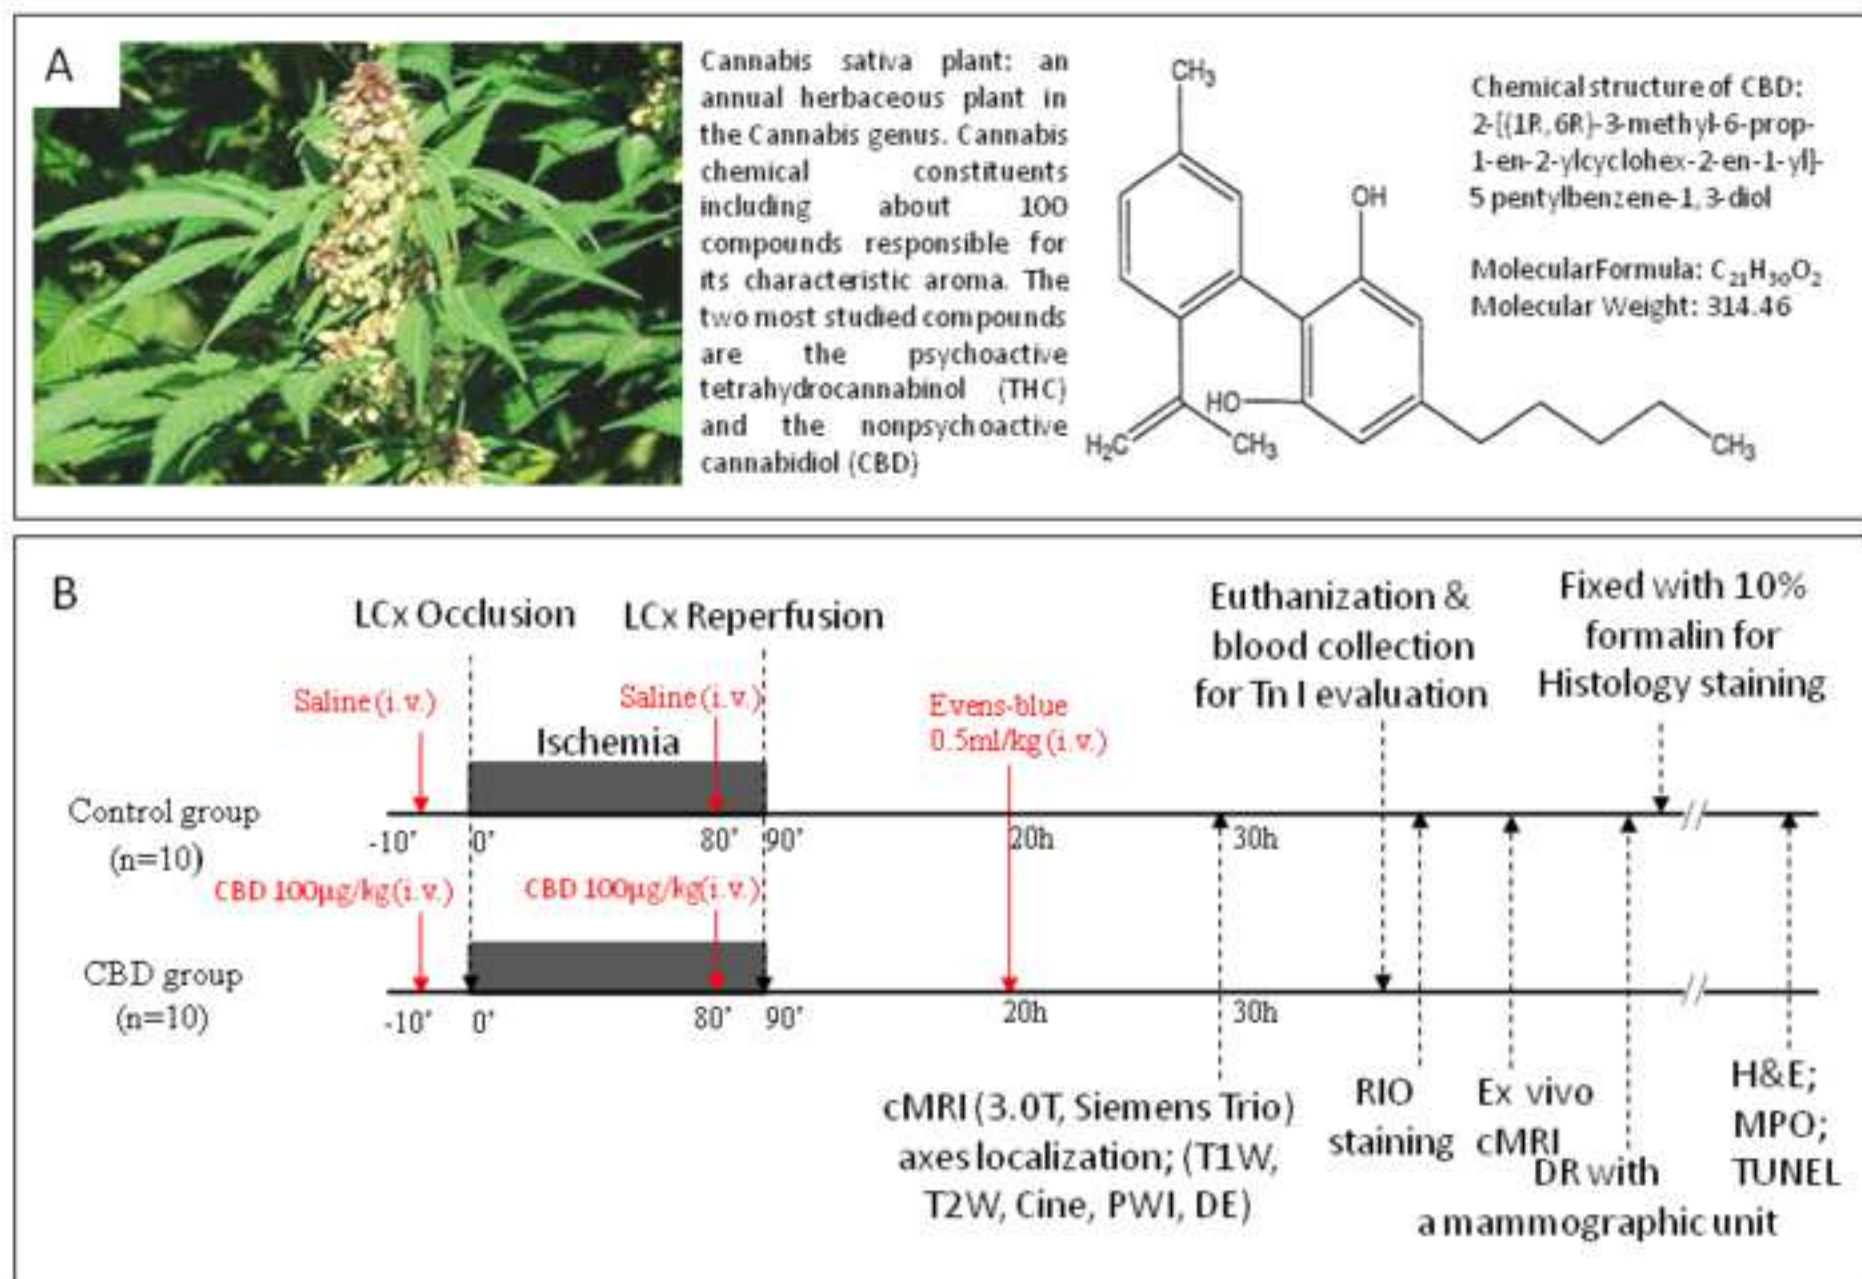 A
Cannabis sativa plant: an
annual herbaceous plant in
the Cannabis genus. Cannabis
chemical constituents
including about 100
compounds responsible for
its characteristic aroma. The
two most studied compounds
are the psychoactive
tetrahydrocannabinol (THC)
and the nonpsychoactive
cannabidiol (CBD)
CH3
OH
HO
H2C
CH3
CH3
Chemical structure of CBD:
2-[(1R,6R)-3-methyl-6-prop-
1-en-2-ylcyclohex-2-en-1-yl]-
5 pentylbenzene-1,3-diol
MolecularFormula: C21H30O2
Molecular Weight: 314.46
B
LCx Occlusion
LCx Reperfusion
Euthanization &
blood collection
for Tn I evaluation
Fixed with 10%
formalin for
Histology staining
Saline (i.v.)
Saline (i.v.)
Evens-blue
0.5ml/kg (i.v.)
Ischemia
Control group
(n=10)
-10'
0'
80'
90'
20h
30h
CBD 100µg/kg(i.v.)
CBD 100µg/kg(i.v.)
CBD group
(n=10)
-10'
0'
80'
90'
20h
30h
cMRI (3.0T, Siemens Trio)
axes localization; (T1W,
T2W, Cine, PWI, DE)
RIO
staining
Ex vivo
cMRI
DR with
a mammographic unit
H&E;
MPO;
TUNEL